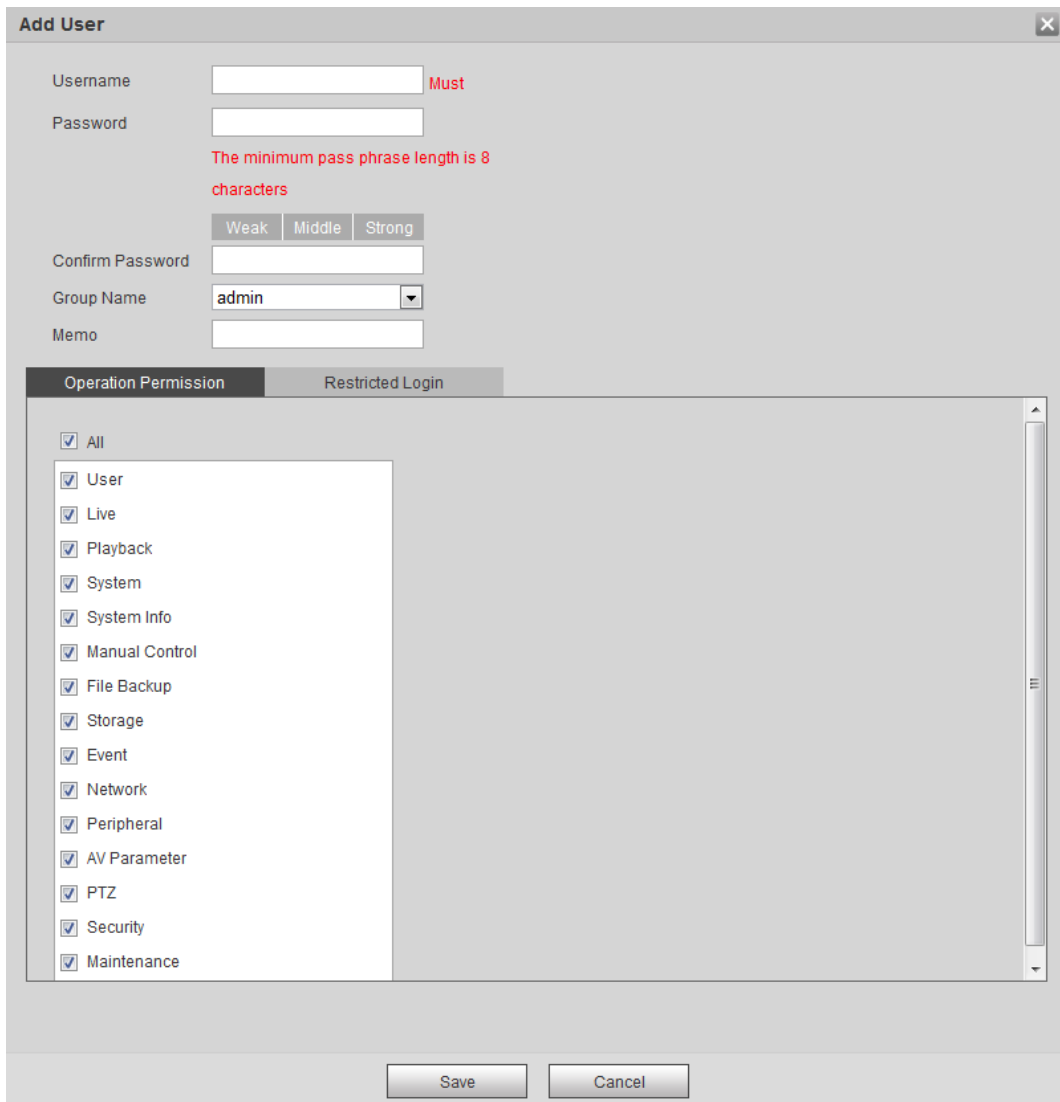 Add User
Username
Must
Password
The minimum pass phrase length is 8
characters
Weak Middle Strong
Confirm Password
Group Name admin
Memo
Operation Permission Restricted Login
All
User
Live
Playback
System
System Info
Manual Control
File Backup
Storage
Event
Network
Peripheral
AV Parameter
PTZ
Security
Maintenance
Save Cancel